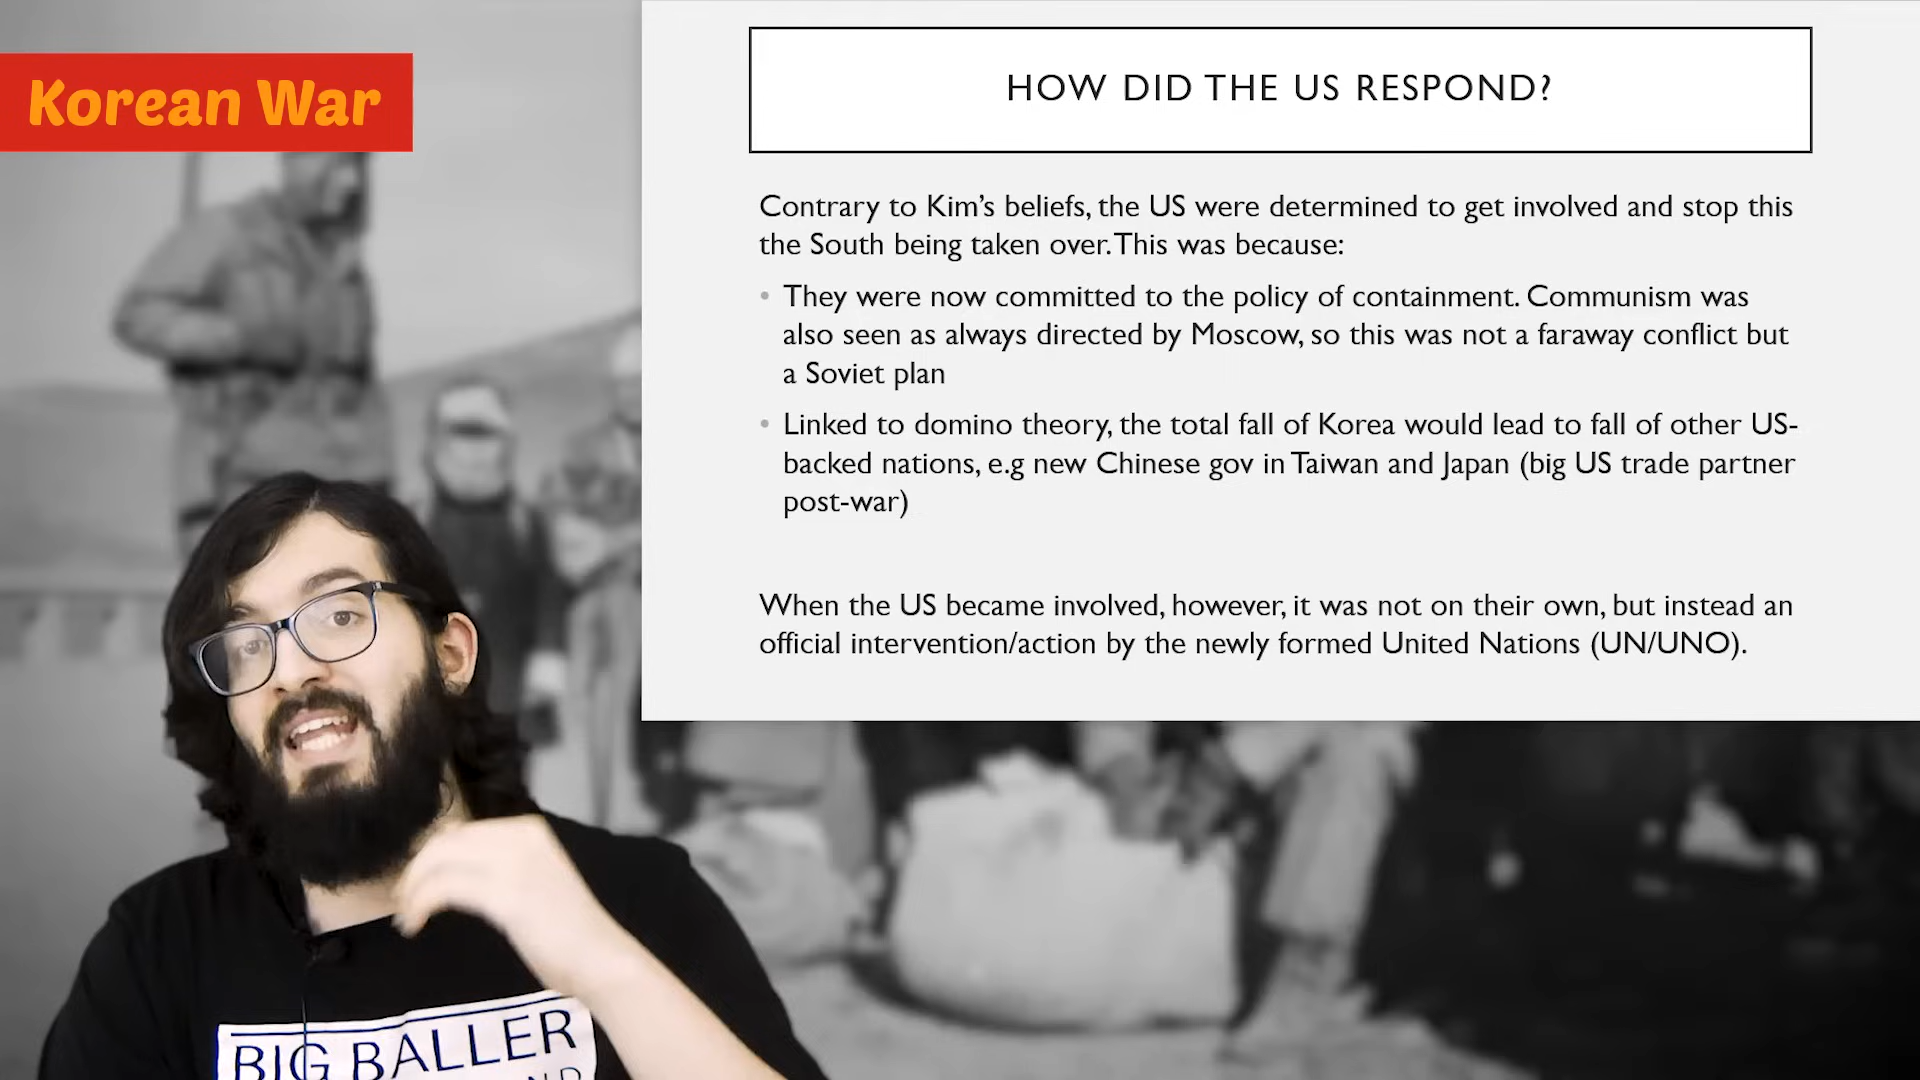 Korean War
HOW DID THE US RESPOND?
Contrary to Kim's beliefs, the US were determined to get involved and stop this
the South being taken over. This was because:
• They were now committed to the policy of containment. Communism was
also seen as always directed by Moscow, so this was not a faraway conflict but
a Soviet plan
• Linked to domino theory, the total fall of Korea would lead to fall of other US-
backed nations, e.g new Chinese gov in Taiwan and Japan (big US trade partner
post-war)
When the US became involved, however, it was not on their own, but instead an
official intervention/action by the newly formed United Nations (UN/UNO).
BIG BALLER